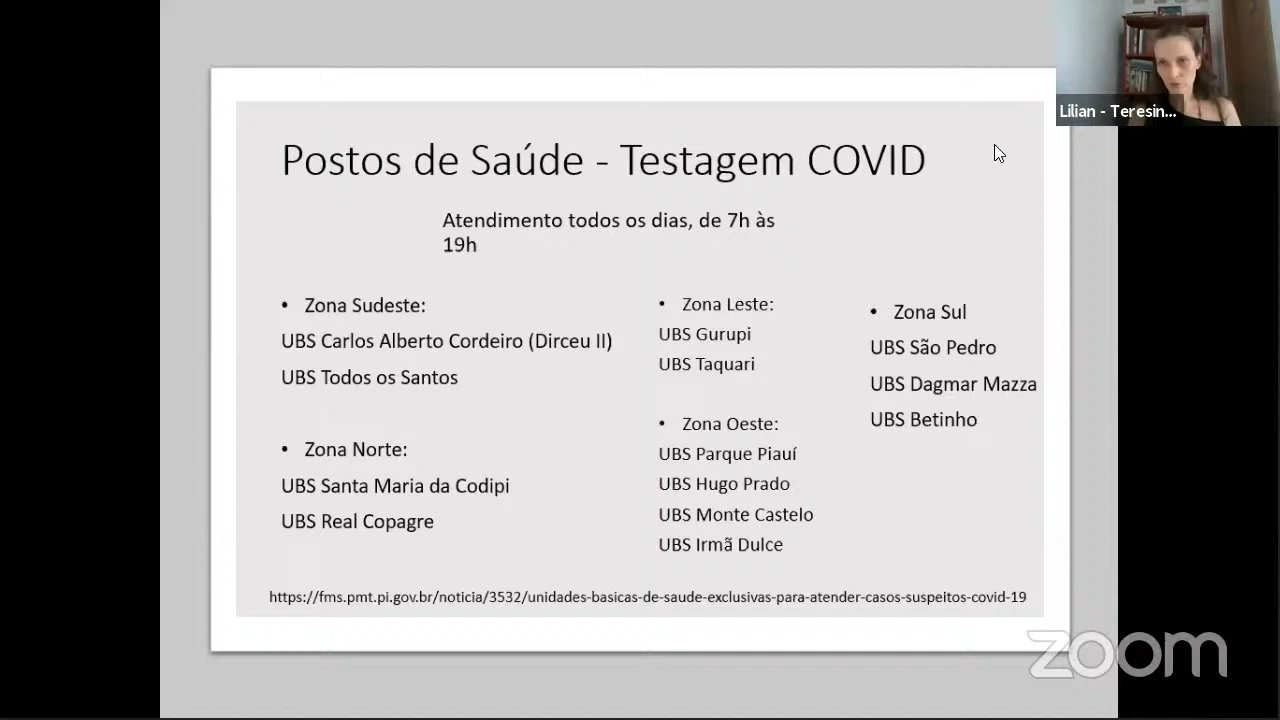 Lilian - Teresin...
Postos de Saúde - Testagem COVID
Atendimento todos os dias, de 7h às
19h
• Zona Sudeste:
UBS Carlos Alberto Cordeiro (Dirceu II)
UBS Todos os Santos
• Zona Norte:
UBS Santa Maria da Codipi
UBS Real Copagre
• Zona Leste:
UBS Gurupi
UBS Taquari
• Zona Oeste:
UBS Parque Piauí
UBS Hugo Prado
UBS Monte Castelo
UBS Irmã Dulce
• Zona Sul
UBS São Pedro
UBS Dagmar Mazza
UBS Betinho
https://fms.pmt.pi.gov.br/noticia/3532/unidades-basicas-de-saude-exclusivas-para-atender-casos-suspeitos-covid-19
zoom